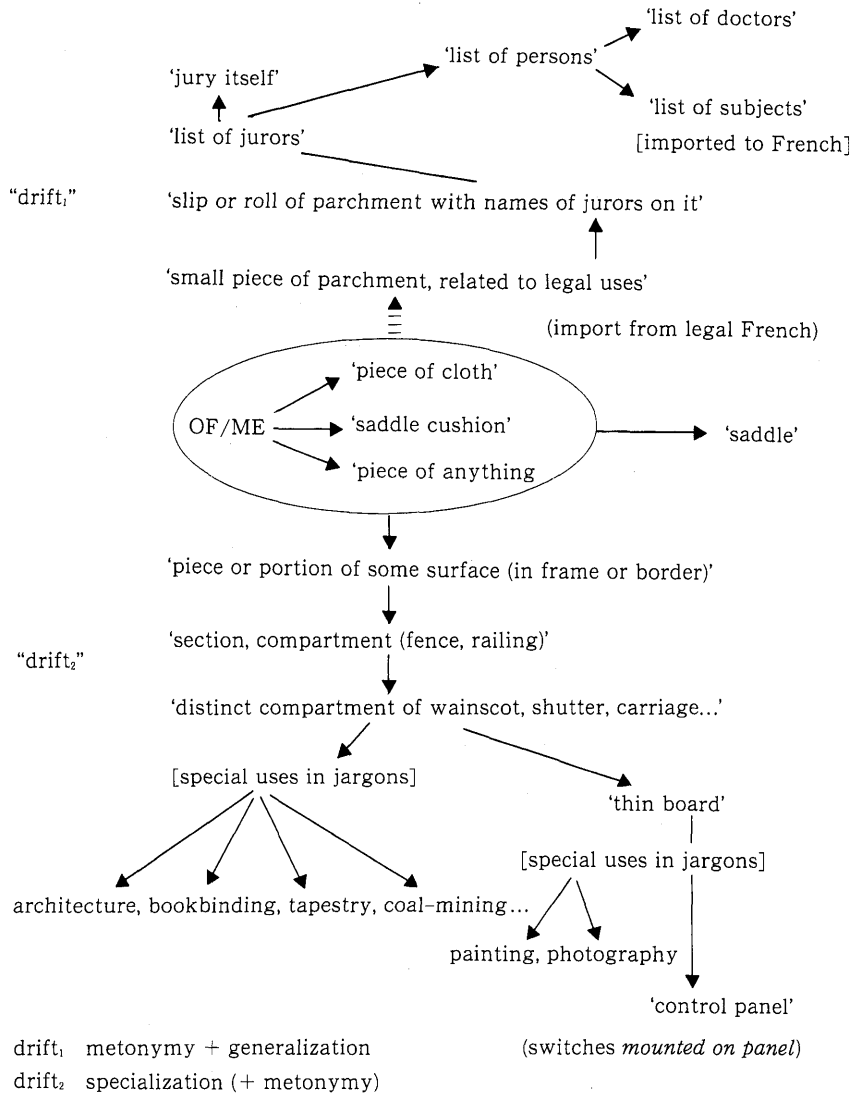 ‘list of doctors’
‘list of persons’
‘jury itself’
‘list of subjects’
‘list of jurors’
[imported to French]
“drift₁”
‘slip or roll of parchment with names of jurors on it’
‘small piece of parchment, related to legal uses’
(import from legal French)
‘piece of cloth’
OF/ME
‘saddle cushion’
‘saddle’
‘piece of anything
‘piece or portion of some surface (in frame or border)’
‘section, compartment (fence, railing)’
“drift₂”
‘distinct compartment of wainscot, shutter, carriage...’
[special uses in jargons]
‘thin board’
[special uses in jargons]
architecture, bookbinding, tapestry, coal-mining...
painting, photography
‘control panel’
drift₁ metonymy + generalization
(switches mounted on panel)
drift₂ specialization (+ metonymy)